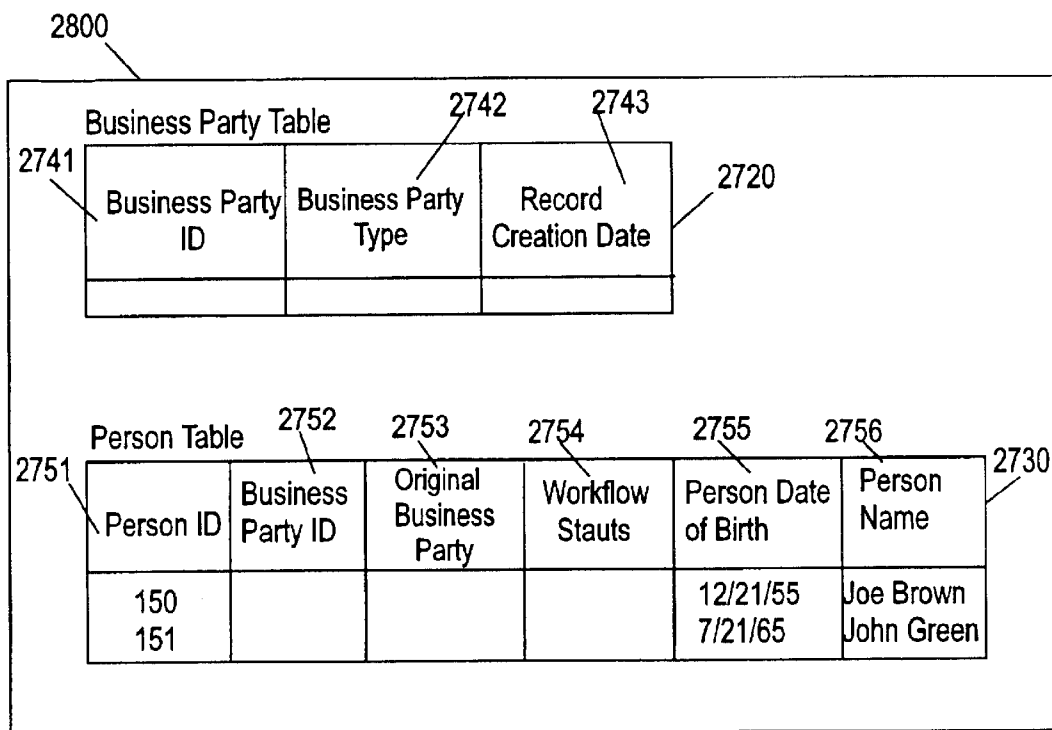 2800
Business Party Table
2742
2743
2741
2720
Business Party ID
Business Party Type
Record Creation Date
Person Table
2752
2753
2754
2755
2756
2751
2730
Person ID
Business Party ID
Original Business Party
Workflow Stauts
Person Date of Birth
Person Name
150 12/21/55 Joe Brown
151 7/21/65 John Green